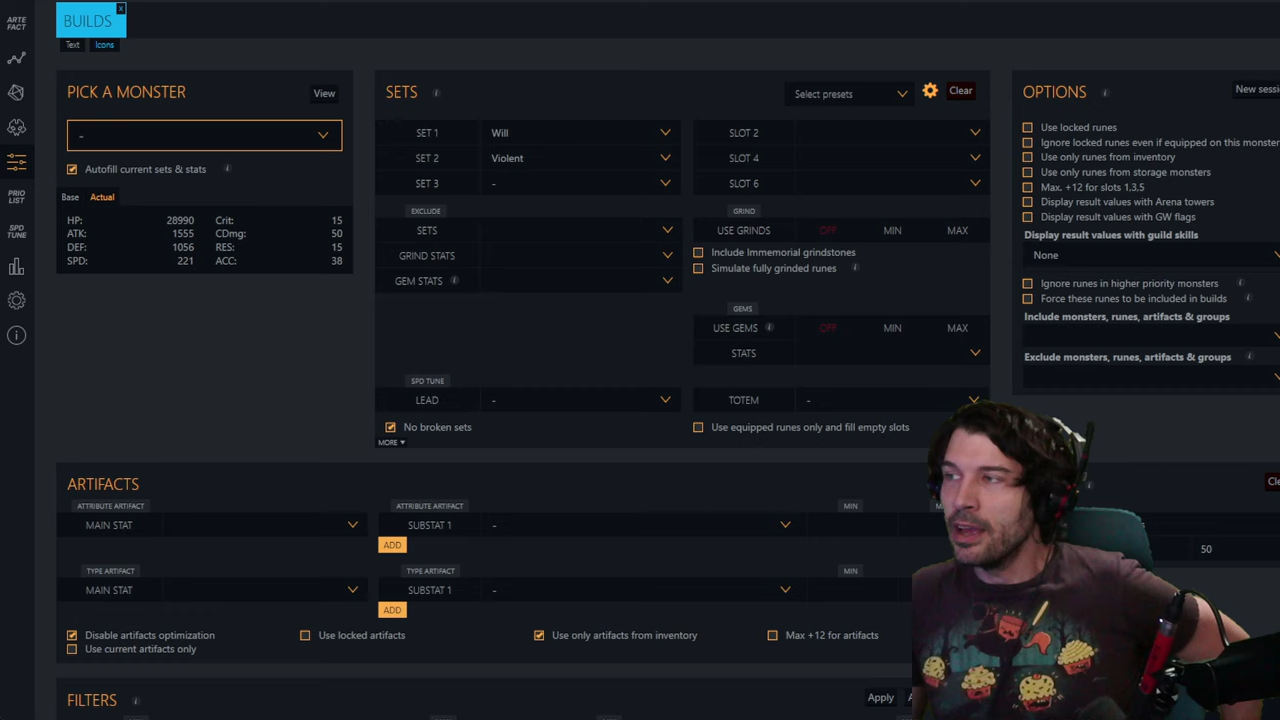 ARTE
FACT
BUILDS
x
Text
Icons
PICK A MONSTER
View
-
Autofill current sets & stats
i
Base
Actual
HP: 28990 Crit: 15
ATK: 1555 CDmg: 50
DEF: 1056 RES: 15
SPD: 221 ACC: 38
PRIO
LIST
SPD
TUNE
SETS
i
Select presets
Clear
SET 1 Will SLOT 2
SET 2 Violent SLOT 4
SET 3 - SLOT 6
EXCLUDE
GRIND
SETS
USE GRINDS OFF MIN MAX
GRIND STATS
Include Immemorial grindstones
Simulate fully grinded runes i
GEM STATS i
GEMS
USE GEMS i OFF MIN MAX
STATS
SPD TUNE
LEAD - TOTEM -
No broken sets
Use equipped runes only and fill empty slots
MORE
OPTIONS
i
Use locked runes
Ignore locked runes even if equipped on this monster
Use only runes from inventory
Use only runes from storage monsters
Max. +12 for slots 1,3,5
Display result values with Arena towers
Display result values with GW flags
Display result values with guild skills
None
Ignore runes in higher priority monsters i
Force these runes to be included in builds i
Include monsters, runes, artifacts & groups
Exclude monsters, runes, artifacts & groups i
ARTIFACTS
ATTRIBUTE ARTIFACT ATTRIBUTE ARTIFACT MIN
MAIN STAT SUBSTAT 1 -
ADD
50
TYPE ARTIFACT TYPE ARTIFACT MIN
MAIN STAT SUBSTAT 1 -
ADD
Disable artifacts optimization
Use locked artifacts
Use only artifacts from inventory
Max +12 for artifacts
Use current artifacts only
FILTERS
i
Apply